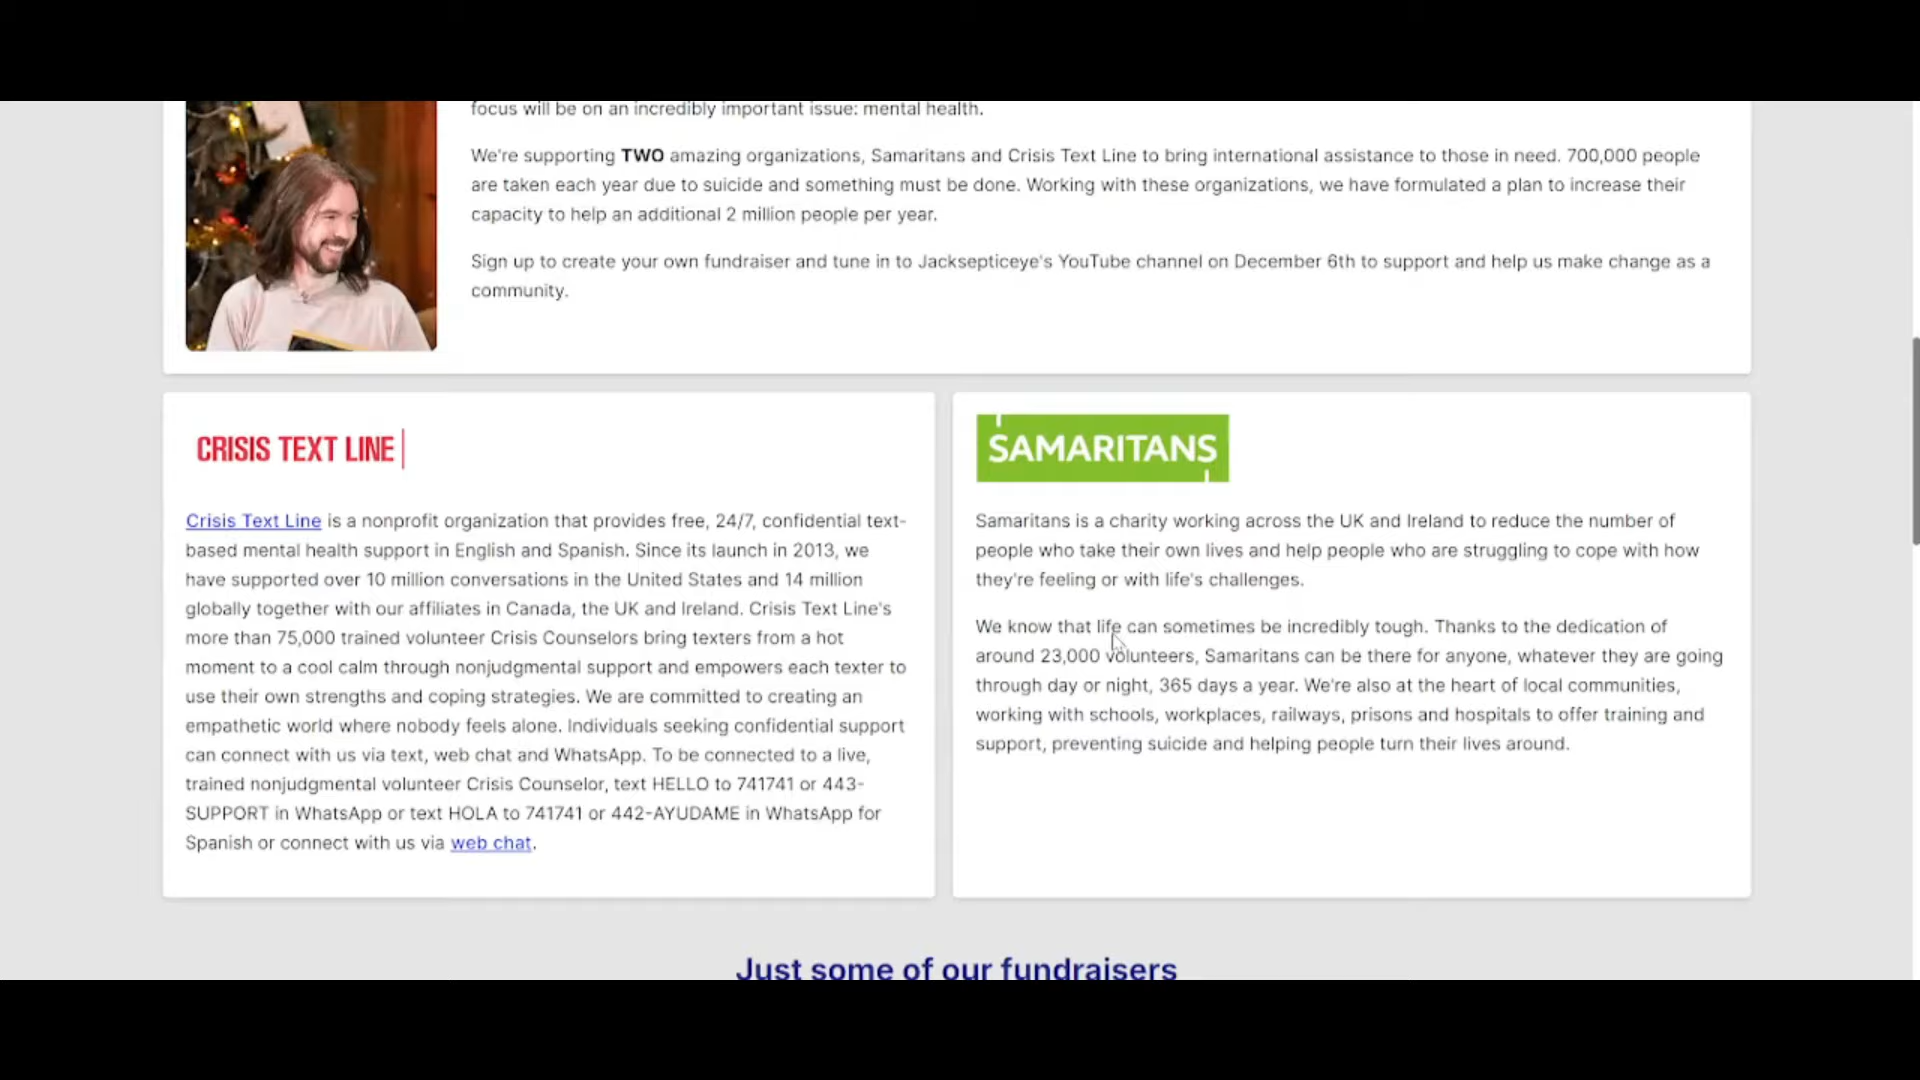 focus will be on an incredibly important issue: mental health.
We're supporting TWO amazing organizations, Samaritans and Crisis Text Line to bring international assistance to those in need. 700,000 people
are taken each year due to suicide and something must be done. Working with these organizations, we have formulated a plan to increase their
capacity to help an additional 2 million people per year.
Sign up to create your own fundraiser and tune in to Jacksepticeye's YouTube channel on December 6th to support and help us make change as a
community.
CRISIS TEXT LINE
Crisis Text Line is a nonprofit organization that provides free, 24/7, confidential text-
based mental health support in English and Spanish. Since its launch in 2013, we
have supported over 10 million conversations in the United States and 14 million
globally together with our affiliates in Canada, the UK and Ireland. Crisis Text Line's
more than 75,000 trained volunteer Crisis Counselors bring texters from a hot
moment to a cool calm through nonjudgmental support and empowers each texter to
use their own strengths and coping strategies. We are committed to creating an
empathetic world where nobody feels alone. Individuals seeking confidential support
can connect with us via text, web chat and WhatsApp. To be connected to a live,
trained nonjudgmental volunteer Crisis Counselor, text HELLO to 741741 or 443-
SUPPORT in WhatsApp or text HOLA to 741741 or 442-AYUDAME in WhatsApp for
Spanish or connect with us via web chat.
SAMARITANS
Samaritans is a charity working across the UK and Ireland to reduce the number of
people who take their own lives and help people who are struggling to cope with how
they're feeling or with life's challenges.
We know that life can sometimes be incredibly tough. Thanks to the dedication of
around 23,000 volunteers, Samaritans can be there for anyone, whatever they are going
through day or night, 365 days a year. We're also at the heart of local communities,
working with schools, workplaces, railways, prisons and hospitals to offer training and
support, preventing suicide and helping people turn their lives around.
Just some of our fundraisers